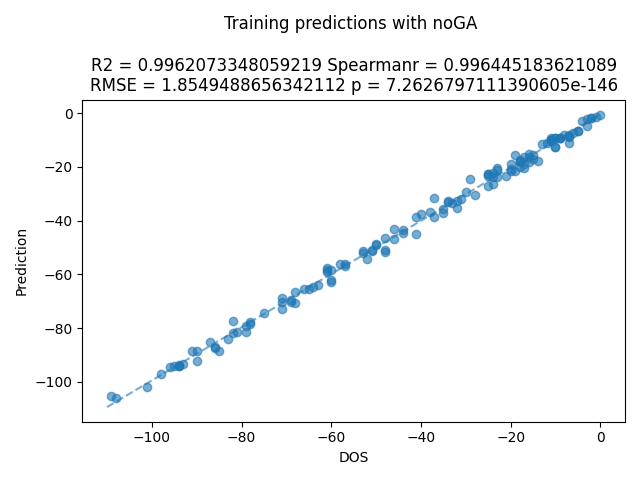 Training predictions with noGA
R2 = 0.9962073348059219 Spearmanr = 0.996445183621089
RMSE = 1.8549488656342112 p = 7.2626797111390605e-146
0
−20
−40
−60
−80
−100
Prediction
−100
−80
−60
−40
−20
0
DOS